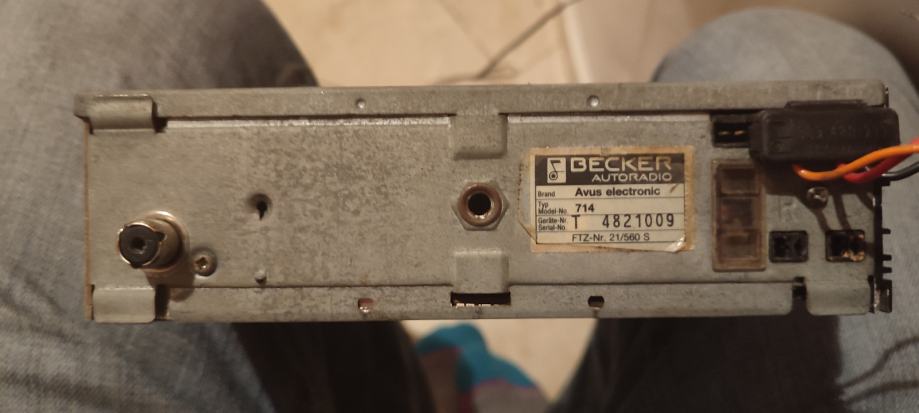 BECKER
AUTORADIO
Brand Avus electronic
Typ
Model-No. 714
Geräte-Nr.
Serial-No. T 4821009
FTZ-Nr. 21/560 S